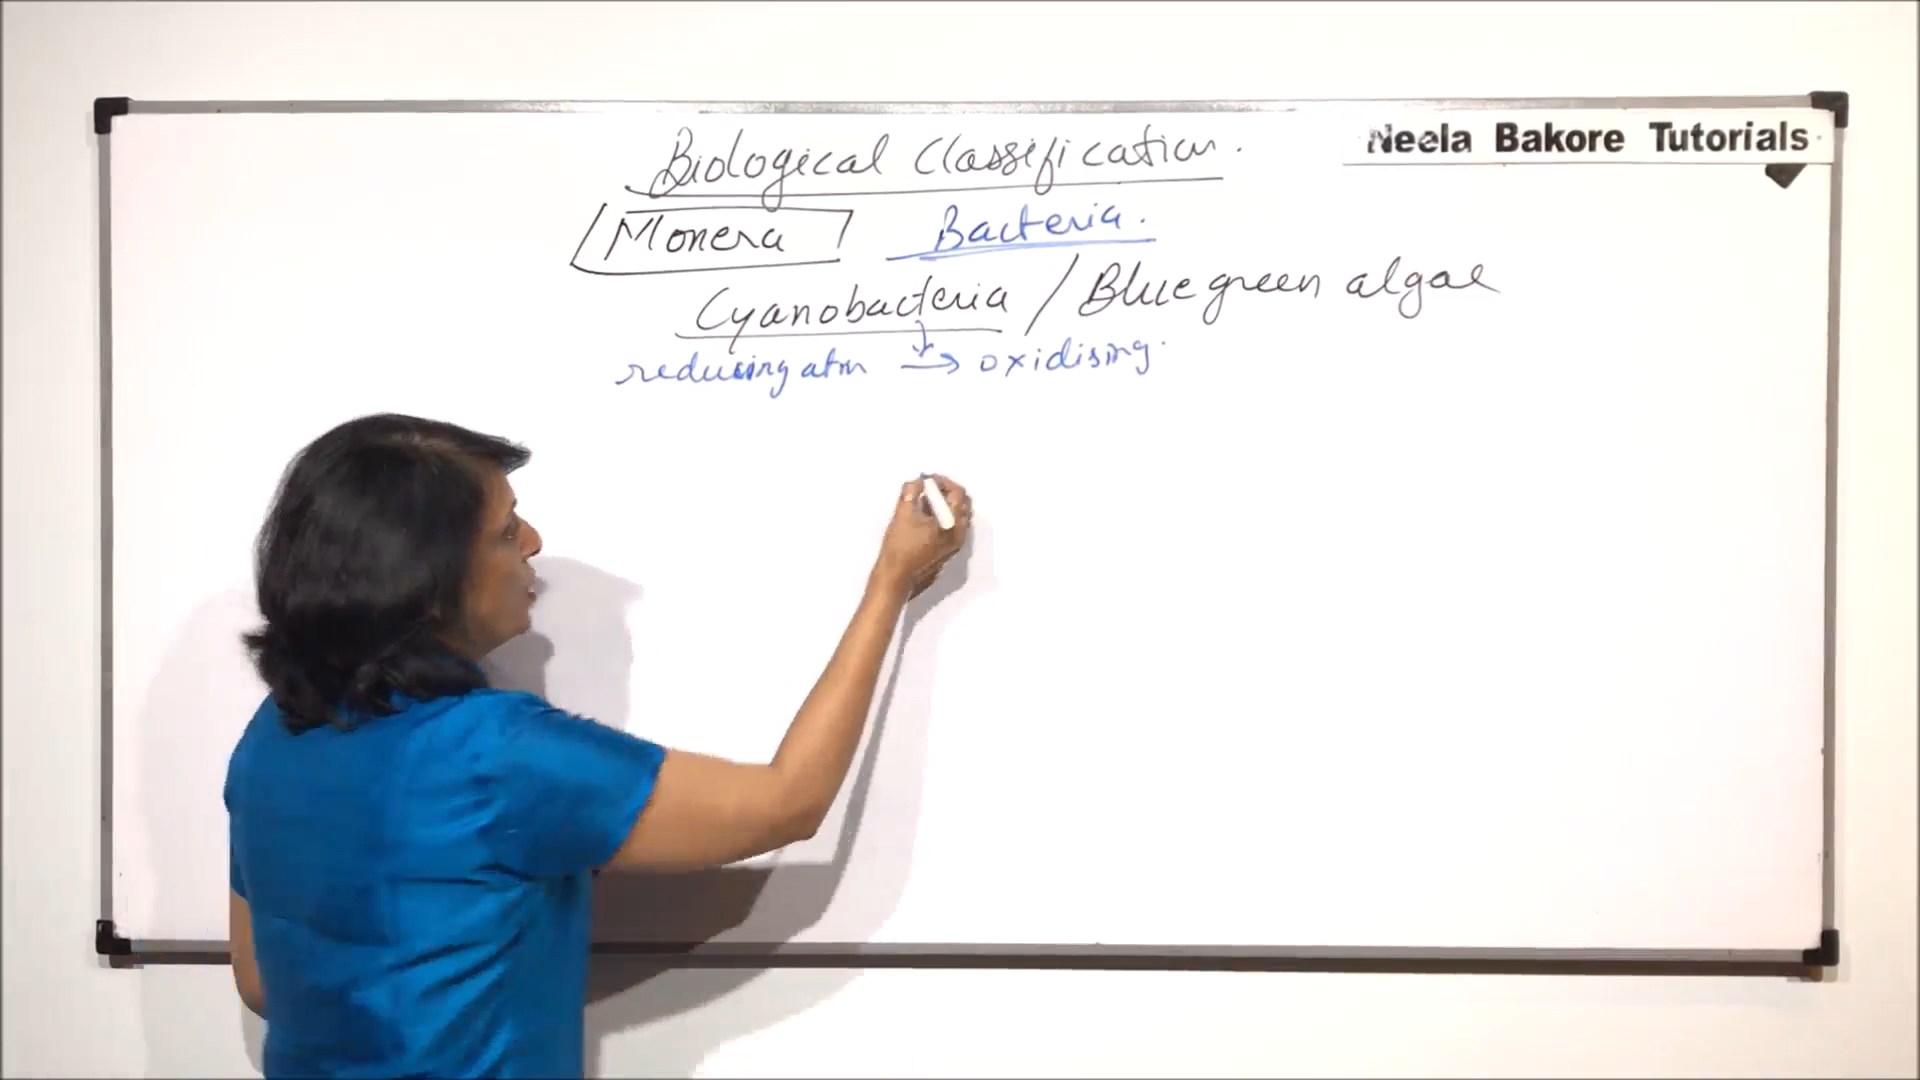 Neela Bakore Tutorials
Biological Classification.
Monera Bacteria.
Cyanobacteria / Blue green algae
reducing atm → oxidising.